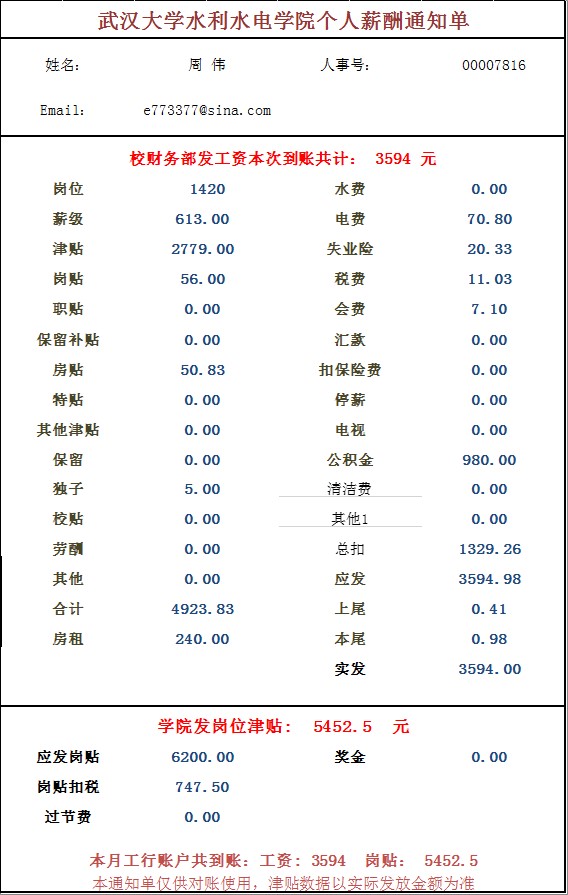 武汉大学水利水电学院个人薪酬通知单
姓名: 周 伟 人事号: 00007816
Email: e773377@sina.com
校财务部发工资本次到账共计: 3594 元
岗位 1420 水费 0.00
薪级 613.00 电费 70.80
津贴 2779.00 失业险 20.33
岗贴 56.00 税费 11.03
职贴 0.00 会费 7.10
保留补贴 0.00 汇款 0.00
房贴 50.83 扣保险费 0.00
特贴 0.00 停薪 0.00
其他津贴 0.00 电视 0.00
保留 0.00 公积金 980.00
独子 5.00 清洁费 0.00
校贴 0.00 其他1 0.00
劳酬 0.00 总扣 1329.26
其他 0.00 应发 3594.98
合计 4923.83 上尾 0.41
房租 240.00 本尾 0.98
实发 3594.00
学院发岗位津贴: 5452.5 元
应发岗贴 6200.00 奖金 0.00
岗贴扣税 747.50
过节费 0.00
本月工行账户共到账: 工资: 3594 岗贴: 5452.5
本通知单仅供对账使用，津贴数据以实际发放金额为准